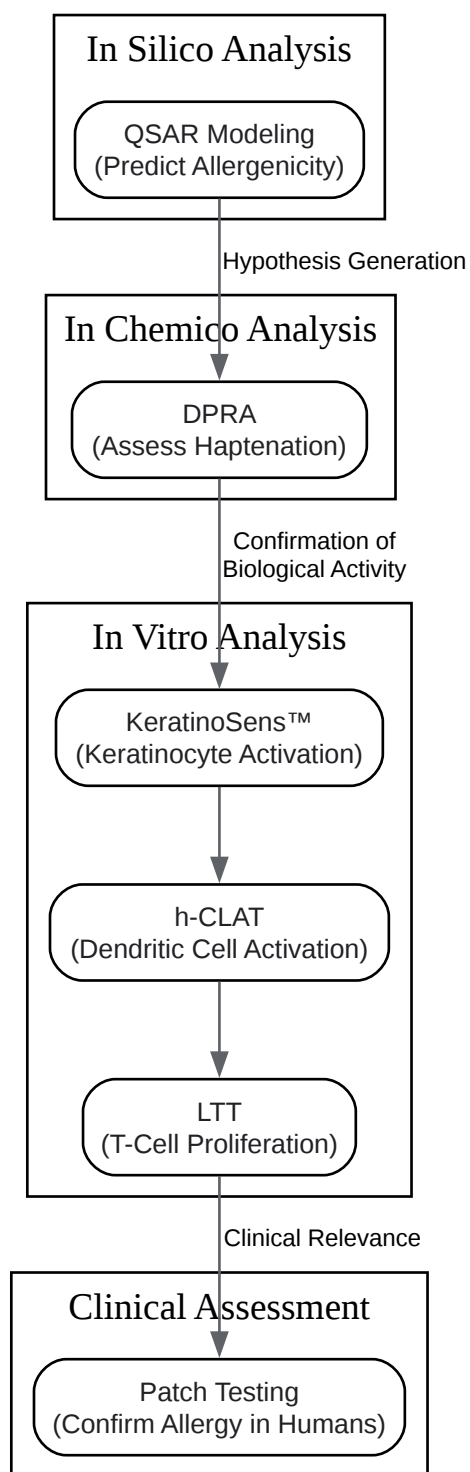 In Silico Analysis
QSAR Modeling
(Predict Allergenicity)
Hypothesis Generation
In Chemico Analysis
DPRA
(Assess Haptenation)
Confirmation of
Biological Activity
In Vitro Analysis
KeratinoSens™
(Keratinocyte Activation)
h-CLAT
(Dendritic Cell Activation)
LTT
(T-Cell Proliferation)
Clinical Relevance
Clinical Assessment
Patch Testing
(Confirm Allergy in Humans)